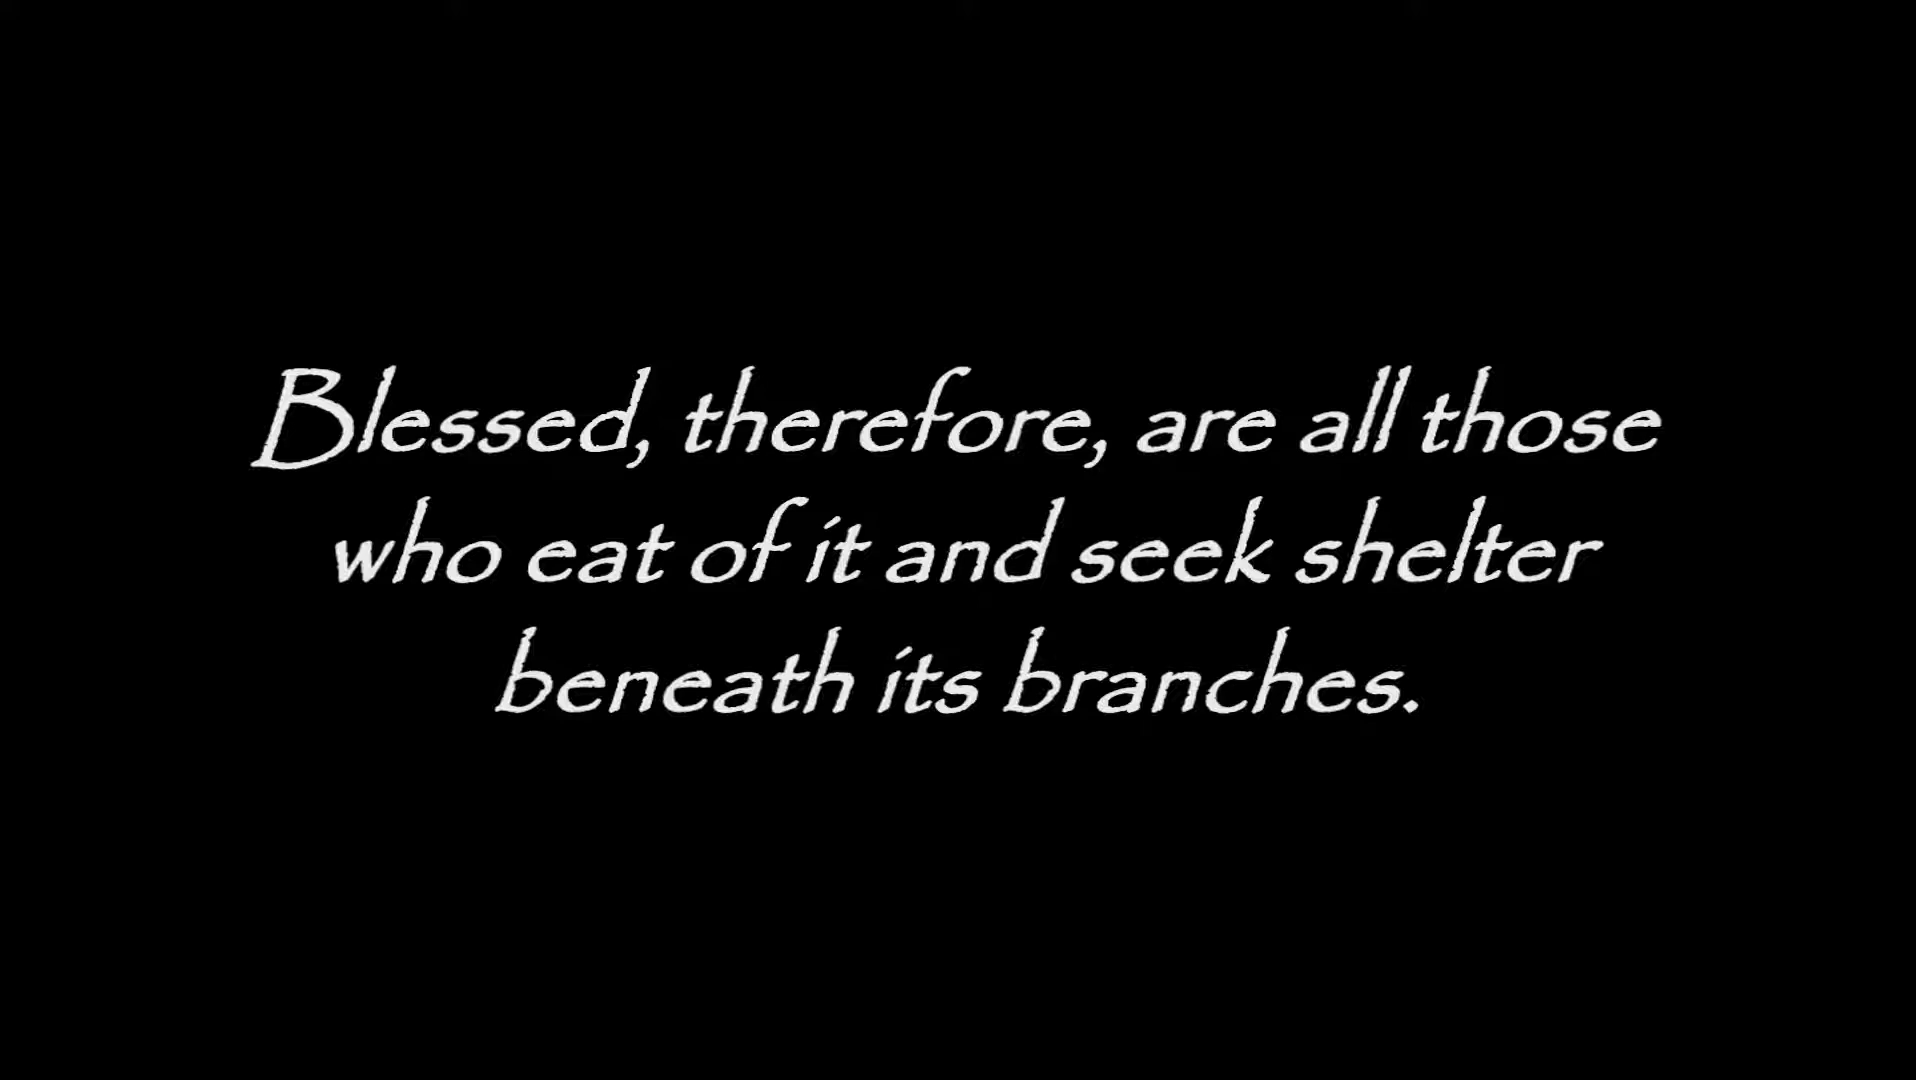 Blessed, therefore, are all those
who eat of it and seek shelter
beneath its branches.